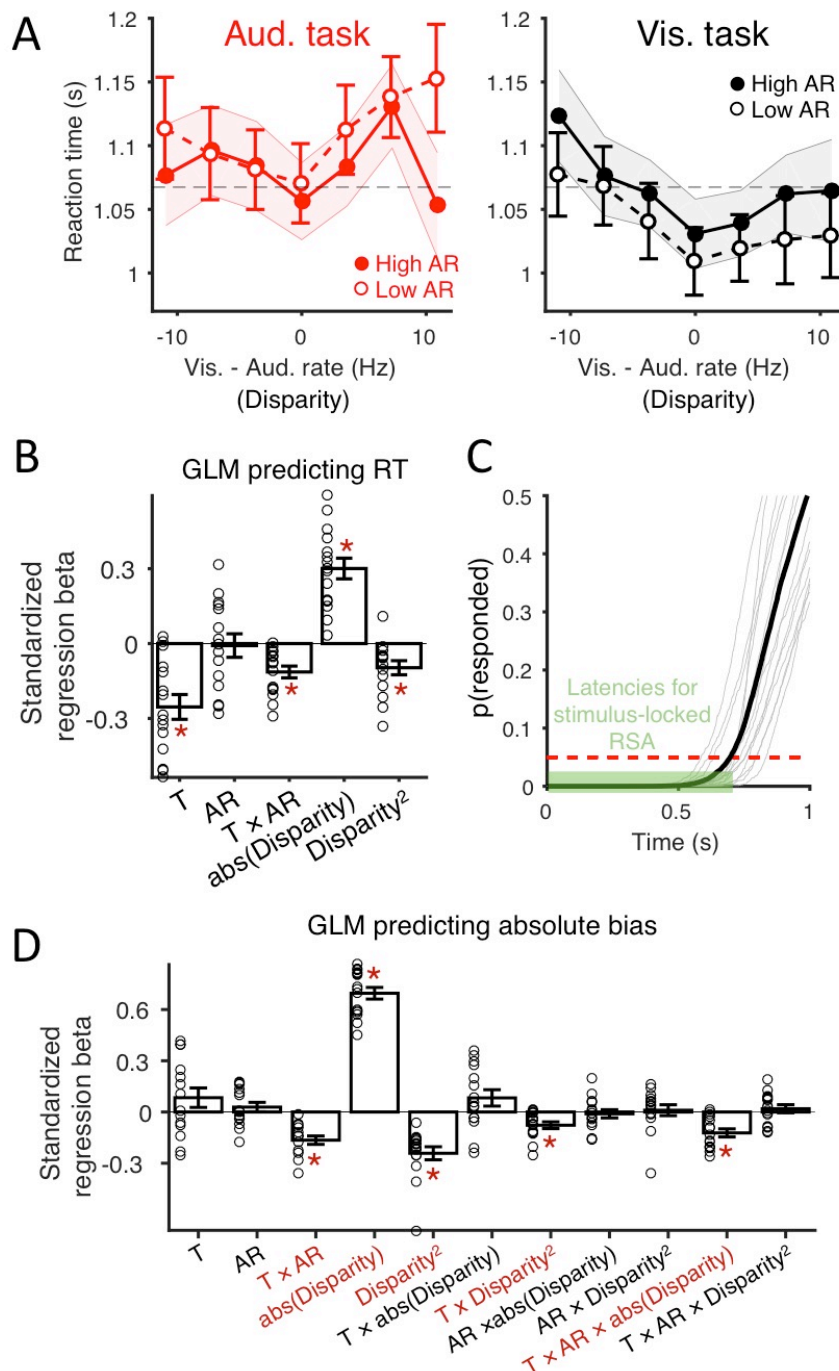 A
Aud. task
Vis. task
1.2
1.15
1.1
1.05
1
Reaction time (s)
High AR
Low AR
-10
0
10
Vis. - Aud. rate (Hz)
(Disparity)
1.2
1.15
1.1
1.05
1
High AR
Low AR
-10
0
10
Vis. - Aud. rate (Hz)
(Disparity)
B
GLM predicting RT
Standardized
regression beta
0.3
0
-0.3
T
AR
T × AR
abs(Disparity)
Disparity²
C
p(responded)
0.5
0.4
0.3
0.2
0.1
0
Latencies for
stimulus-locked
RSA
0
0.5
1
Time (s)
D
GLM predicting absolute bias
Standardized
regression beta
0.6
0.3
0
-0.3
T
AR
T × AR
abs(Disparity)
Disparity²
T × abs(Disparity)
T x Disparity²
AR ×abs(Disparity)
AR × Disparity²
T × AR × abs(Disparity)
T × AR × Disparity²